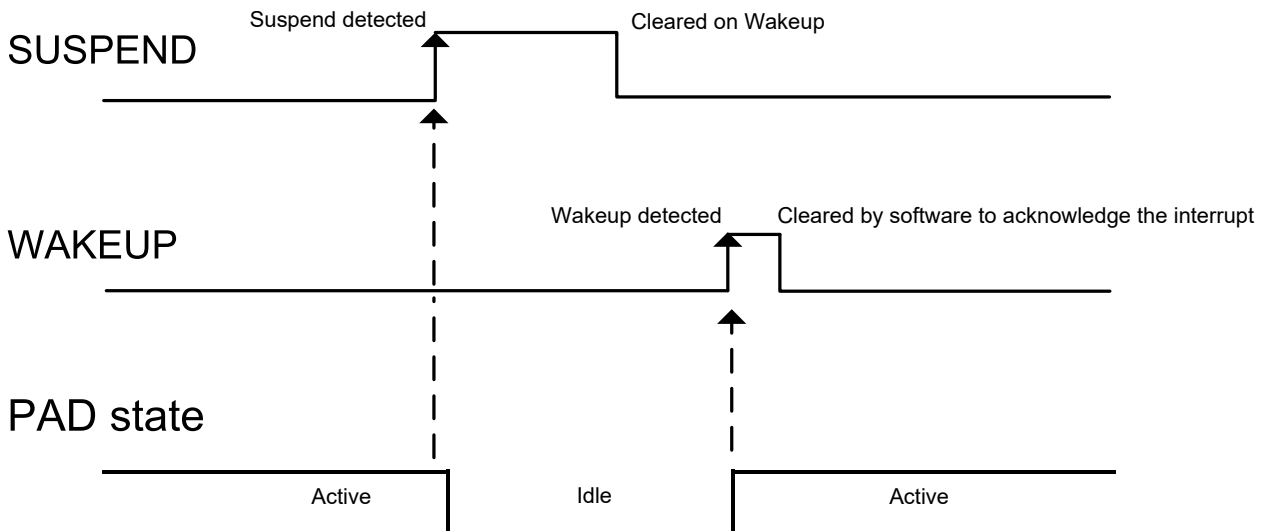 Suspend detected
Cleared on Wakeup
SUSPEND
Wakeup detected
Cleared by software to acknowledge the interrupt
WAKEUP
PAD state
Active
Idle
Active